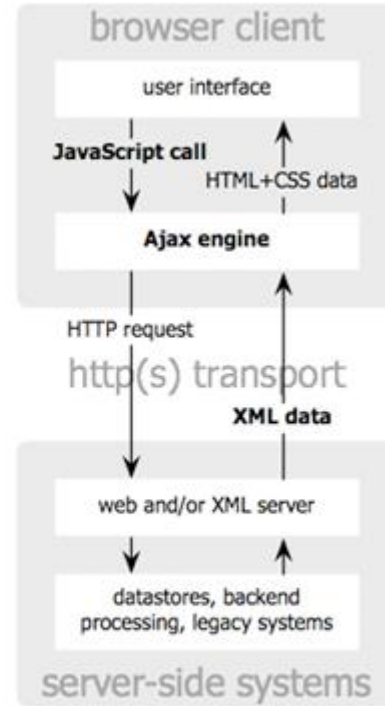 browser client
user interface
JavaScript call
HTML+CSS data
Ajax engine
HTTP request
http(s) transport
XML data
web and/or XML server
datastores, backend
processing, legacy systems
server-side systems